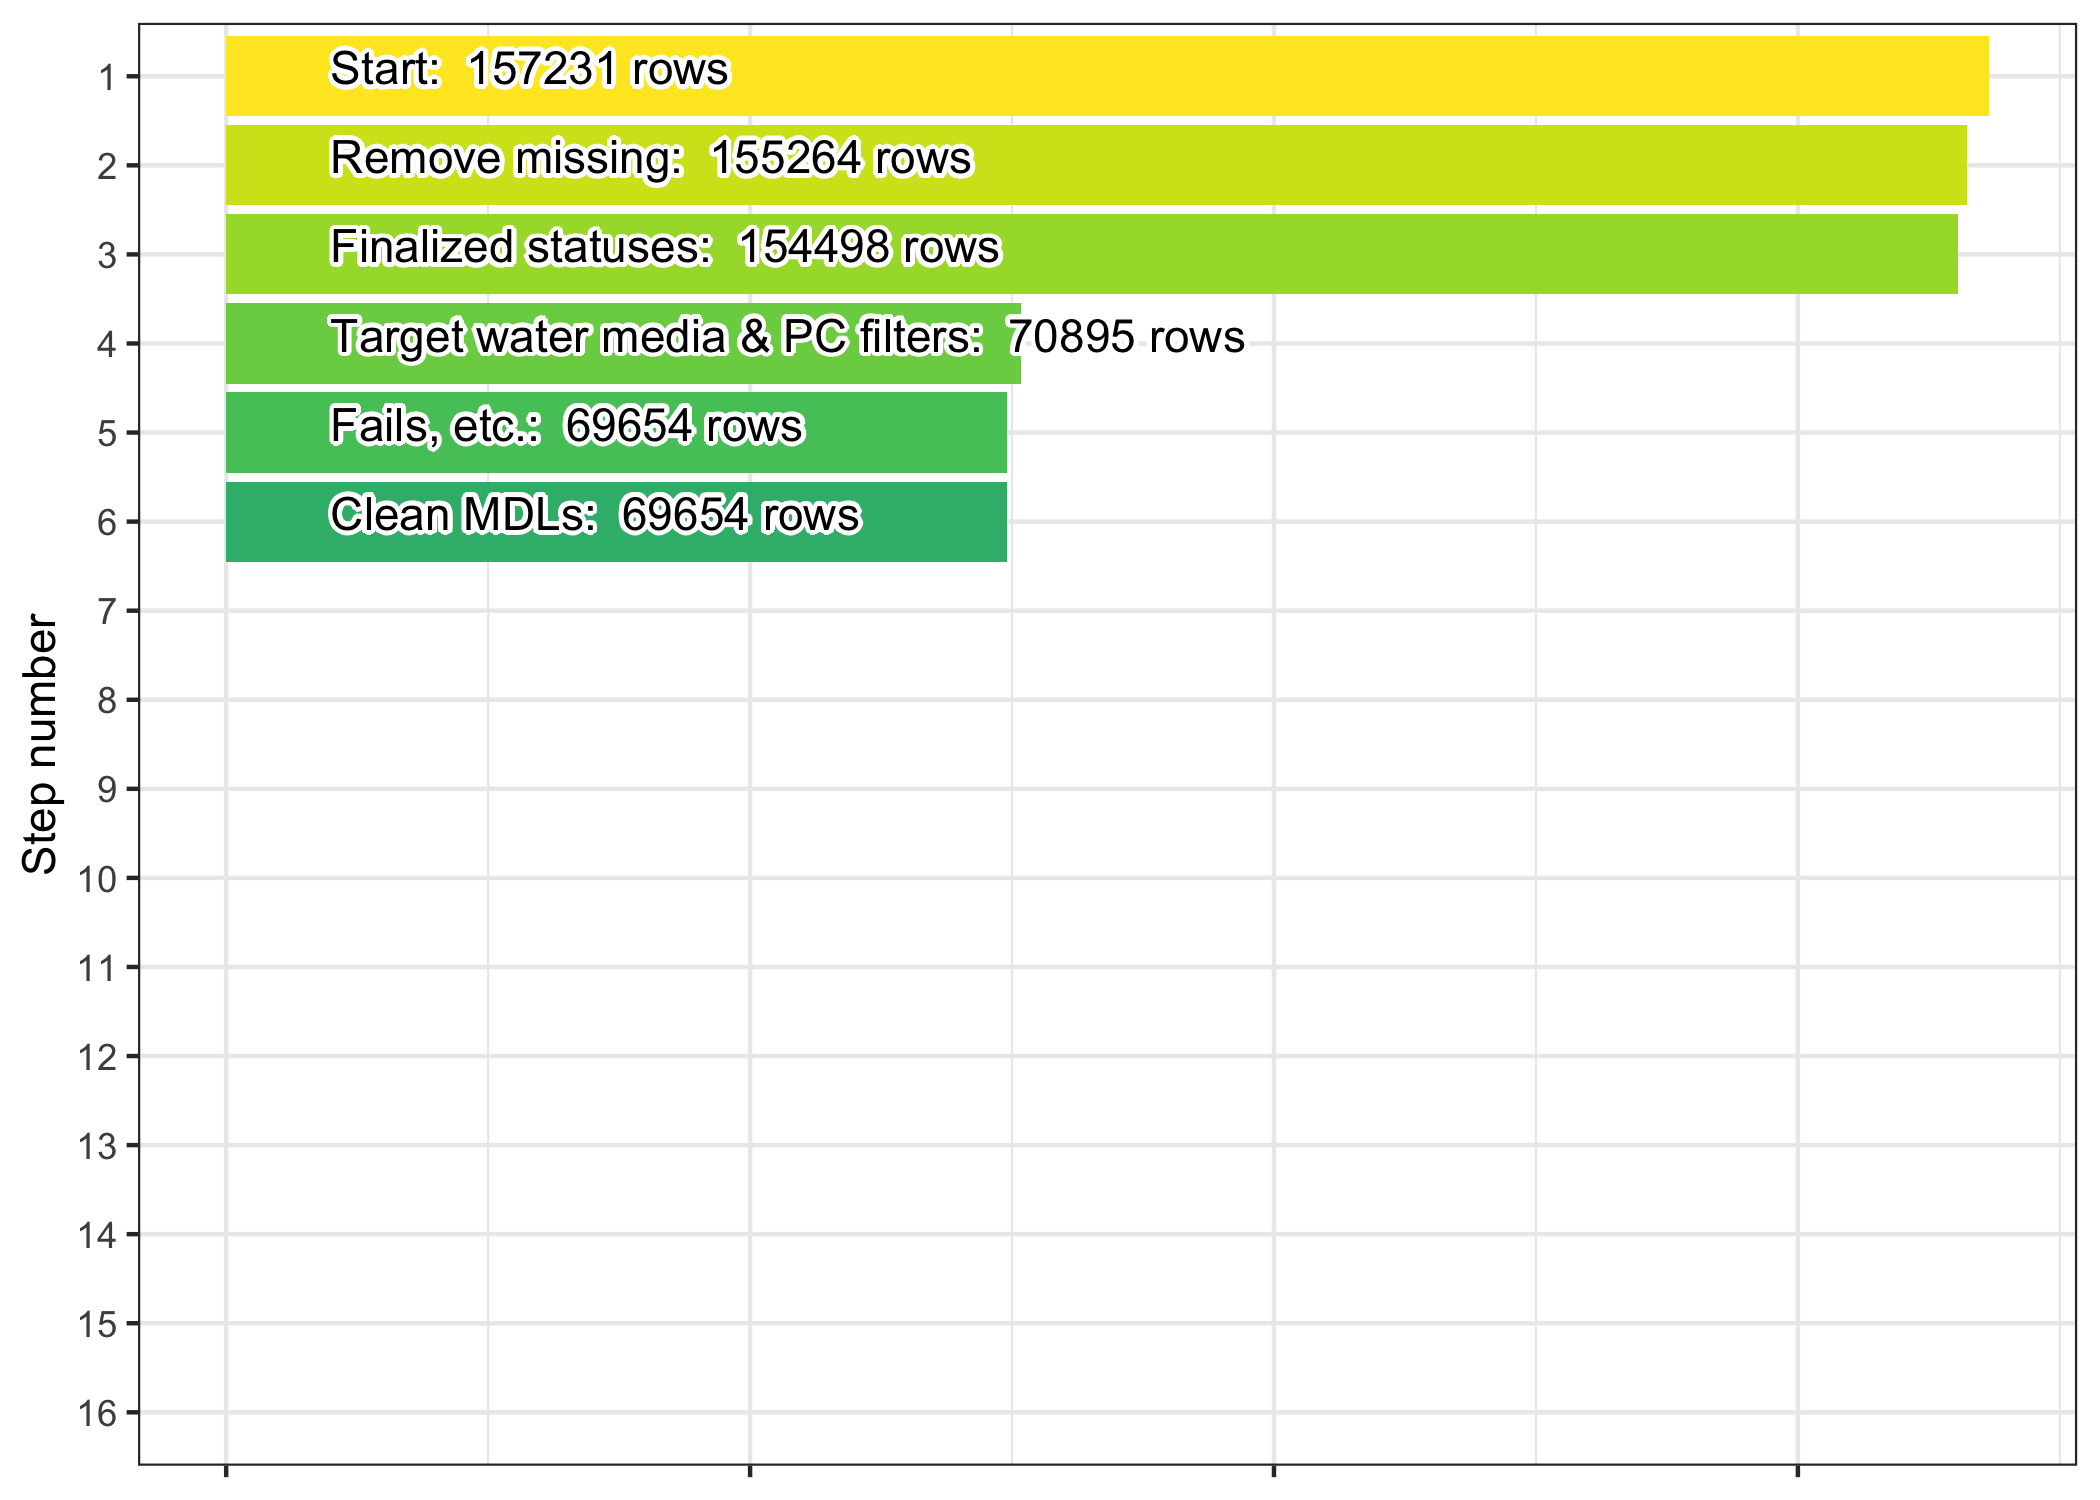 1
Start:  157231 rows
2
Remove missing:  155264 rows
3
Finalized statuses:  154498 rows
4
Target water media & PC filters:  70895 rows
5
Fails, etc.:  69654 rows
6
Clean MDLs:  69654 rows
7
8
9
10
11
12
13
14
15
16
Step number